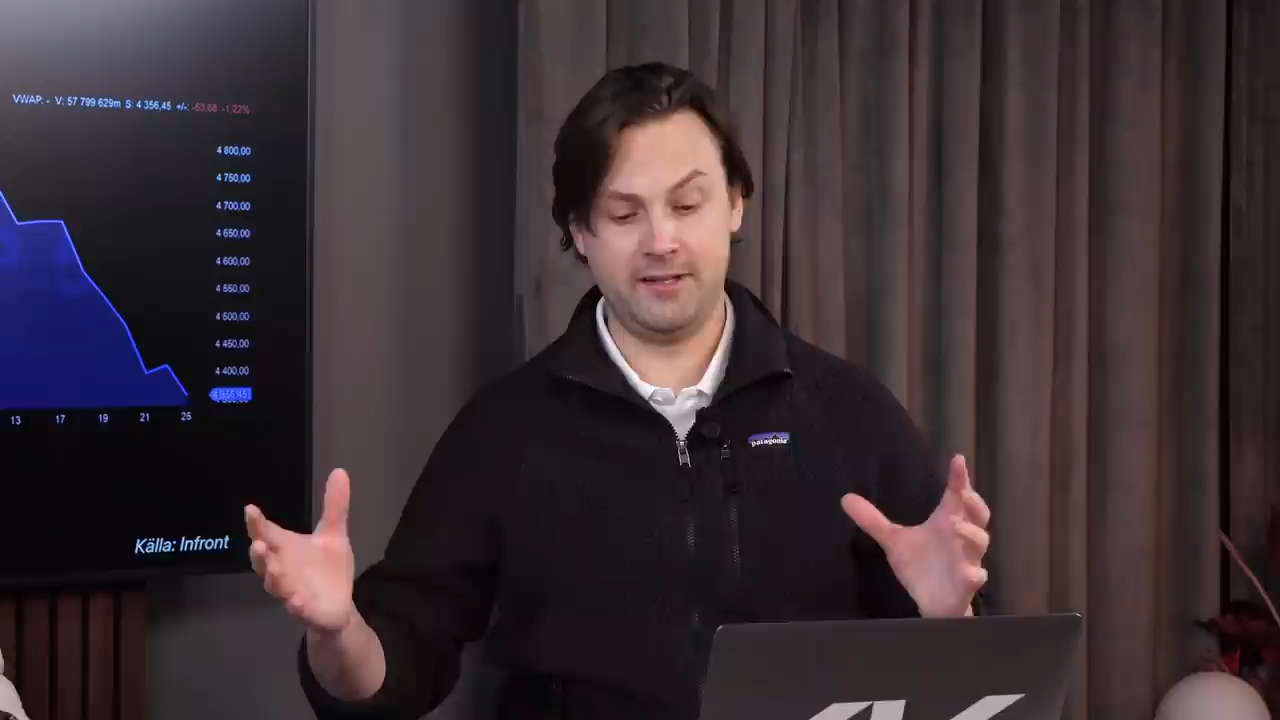 VWAP: - V: 57 799 629m S: 4 356,45 +/-: -53,68 -1,22%
4 800,00
4 750,00
4 700,00
4 650,00
4 600,00
4 550,00
4 500,00
4 450,00
4 400,00
13 17 19 21 25
Källa: Infront
patagonia